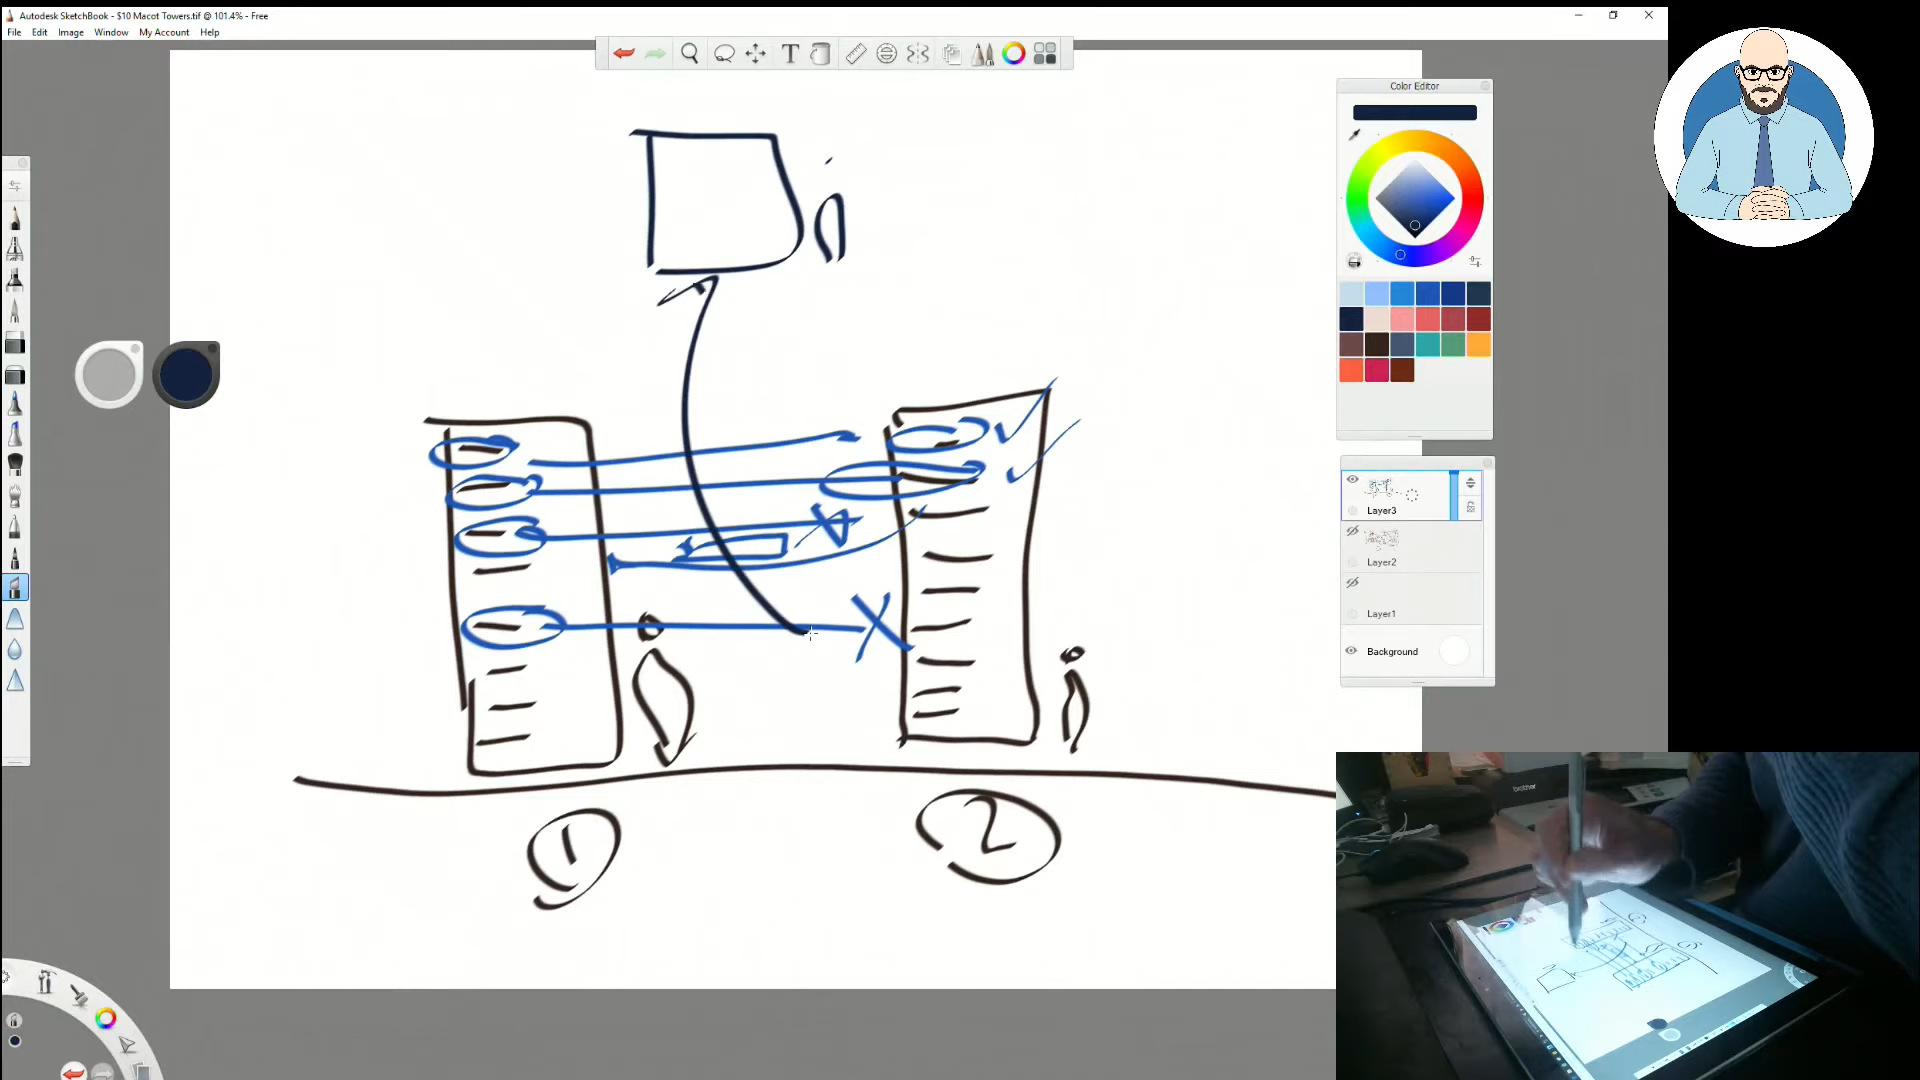 Autodesk SketchBook - $10 Macot Towers.tif @ 101.4% - Free
File Edit Image Window My Account Help
T
Color Editor
Layer3
Layer2
Layer1
Background
1
2
brother